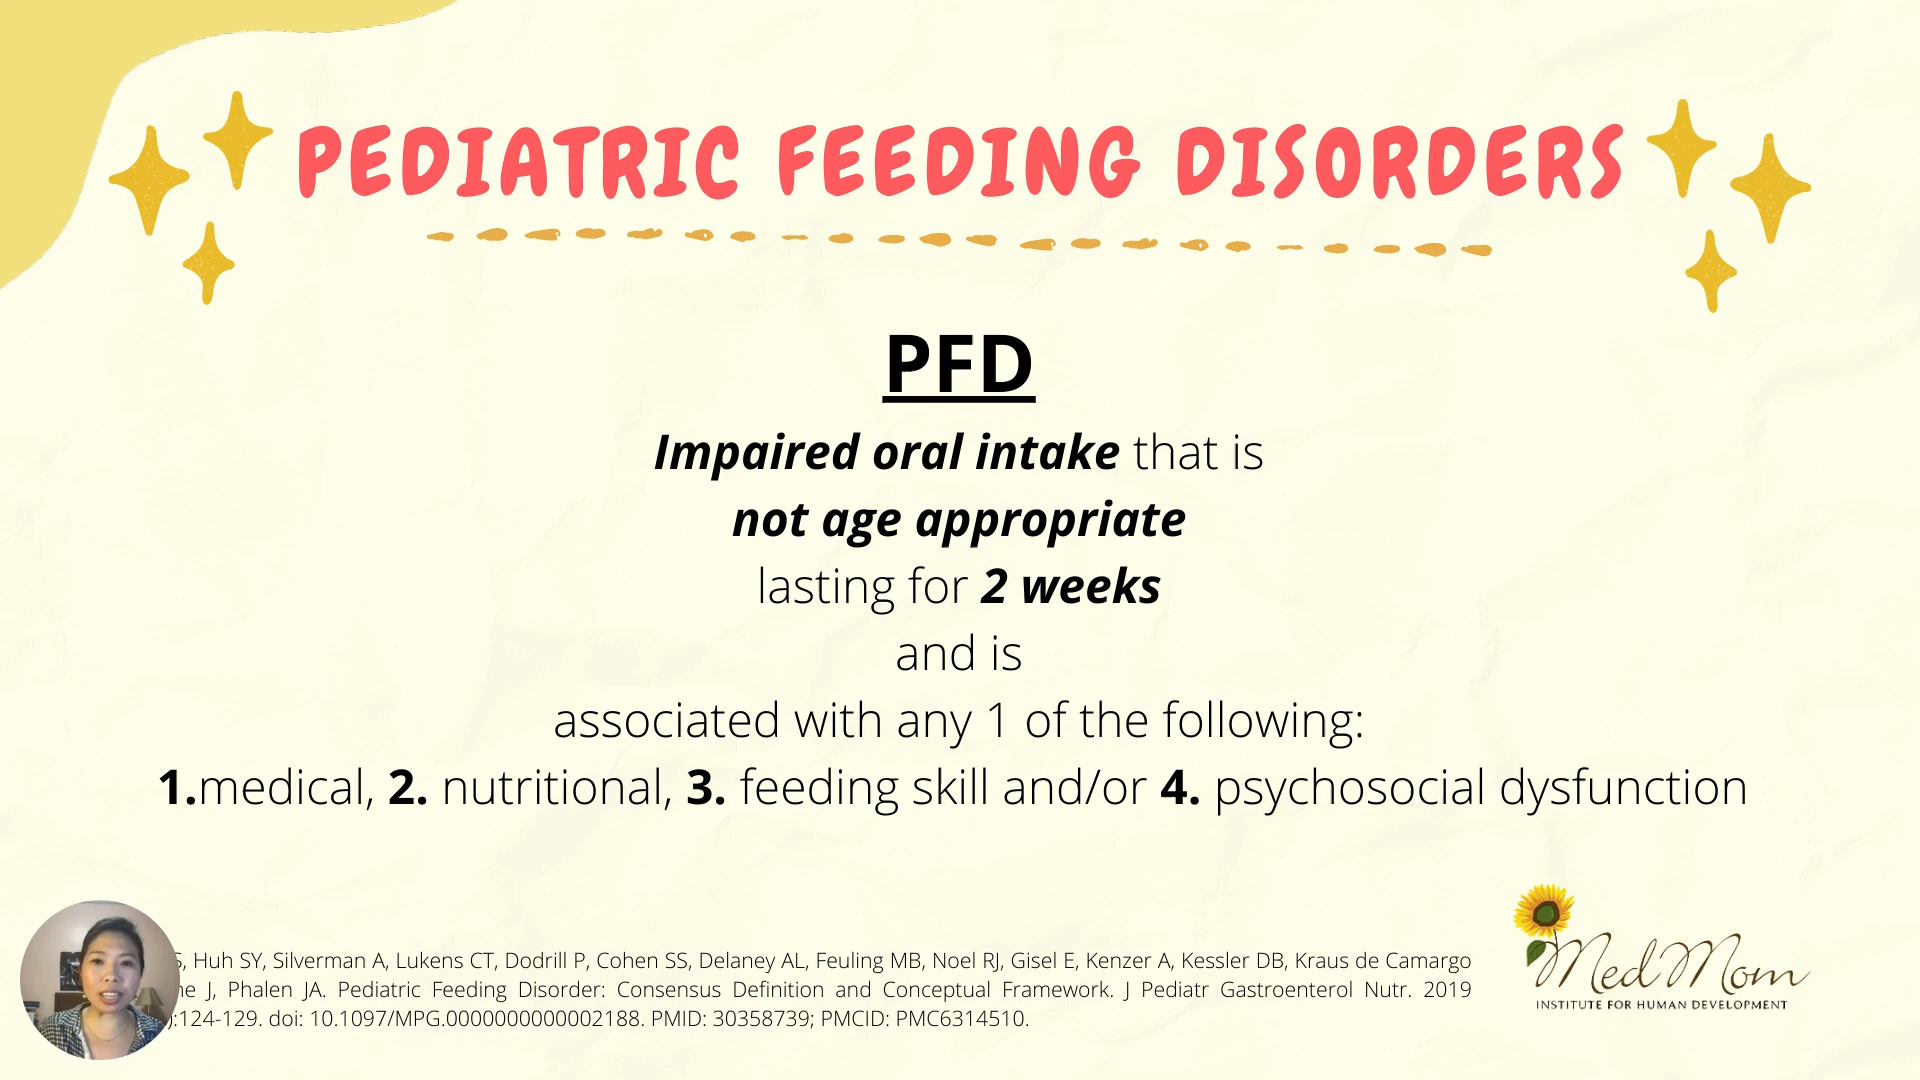 PEDIATRIC FEEDING DISORDERS
PFD
Impaired oral intake that is
not age appropriate
lasting for 2 weeks
and is
associated with any 1 of the following:
1.medical, 2. nutritional, 3. feeding skill and/or 4. psychosocial dysfunction
, Huh SY, Silverman A, Lukens CT, Dodrill P, Cohen SS, Delaney AL, Feuling MB, Noel RJ, Gisel E, Kenzer A, Kessler DB, Kraus de Camargo
J, Phalen JA. Pediatric Feeding Disorder: Consensus Definition and Conceptual Framework. J Pediatr Gastroenterol Nutr. 2019
):124-129. doi: 10.1097/MPG.0000000000002188. PMID: 30358739; PMCID: PMC6314510.
MedMom
INSTITUTE FOR HUMAN DEVELOPMENT